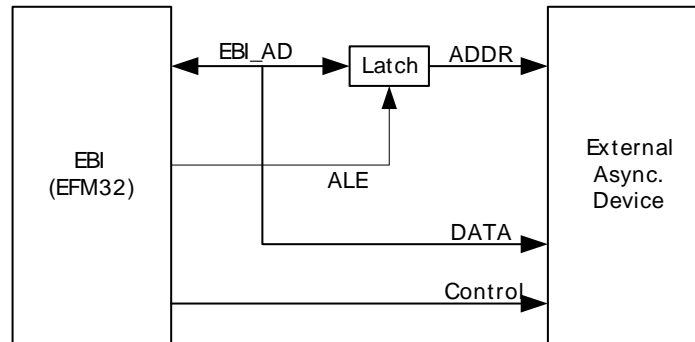 EBI_AD
Latch
ADDR
EBI
(EFM32)
ALE
External
Async.
Device
DATA
Control